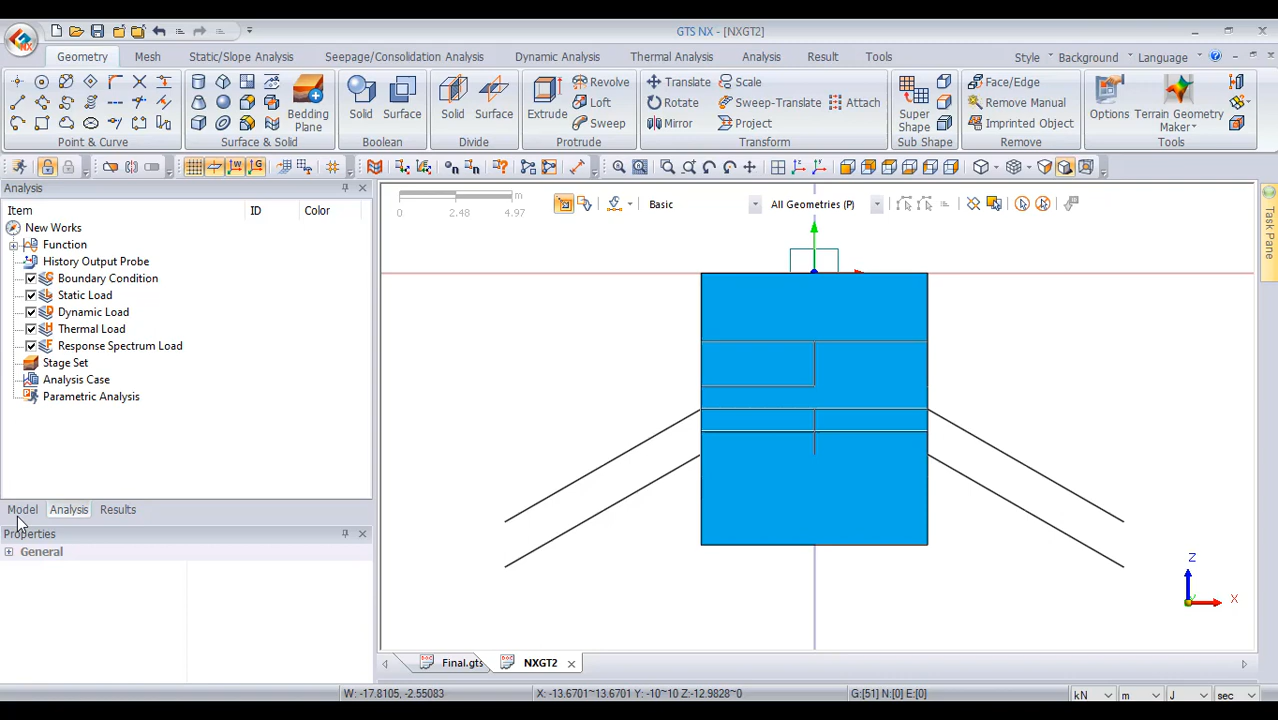 GTS NX - [NXGT2]
Geometry Mesh Static/Slope Analysis Seepage/Consolidation Analysis Dynamic Analysis Thermal Analysis Analysis Result Tools Style Background Language
Bedding Plane
Solid Surface
Solid Surface
Extrude Revolve Loft Sweep
Translate Scale
Rotate Sweep-Translate Attach
Mirror Project
Super Shape
Face/Edge
Remove Manual
Imprinted Object
Options Terrain Geometry Maker
Point & Curve Surface & Solid Boolean Divide Protrude Transform Sub Shape Remove Tools
Analysis
Item ID Color
New Works
Function
History Output Probe
Boundary Condition
Static Load
Dynamic Load
Thermal Load
Response Spectrum Load
Stage Set
Analysis Case
Parametric Analysis
Model Analysis Results
Properties
General
m
0 2.48 4.97
Basic All Geometries (P)
Task Pane
Z
X
Final.gts NXGT2
W: -17.8105, -2.55083 X: -13.6701~13.6701 Y: -10~10 Z:-12.9828~0 G:[51] N:[0] E:[0] kN m J sec